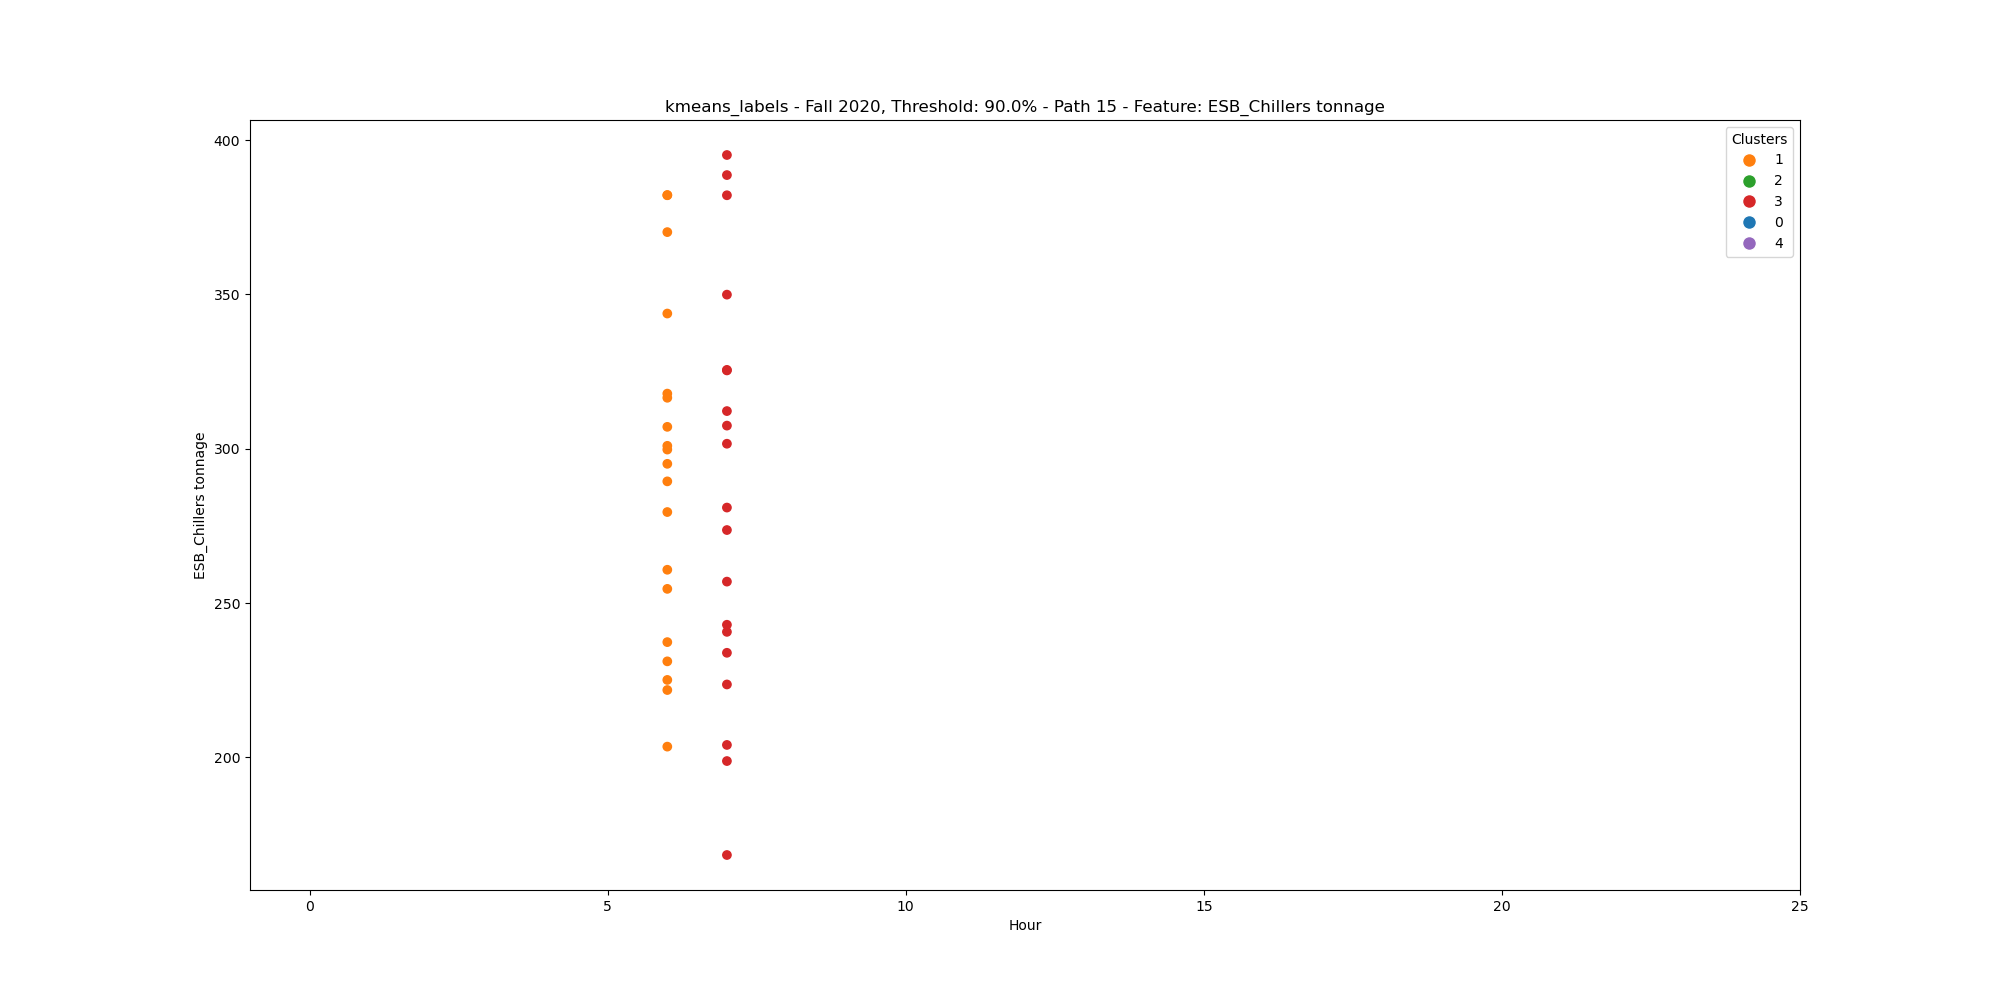 kmeans_labels - Fall 2020, Threshold: 90.0% - Path 15 - Feature: ESB_Chillers tonnage
Clusters
1
2
3
0
4
400
350
300
250
200
ESB_Chillers tonnage
0 5 10 15 20 25
Hour